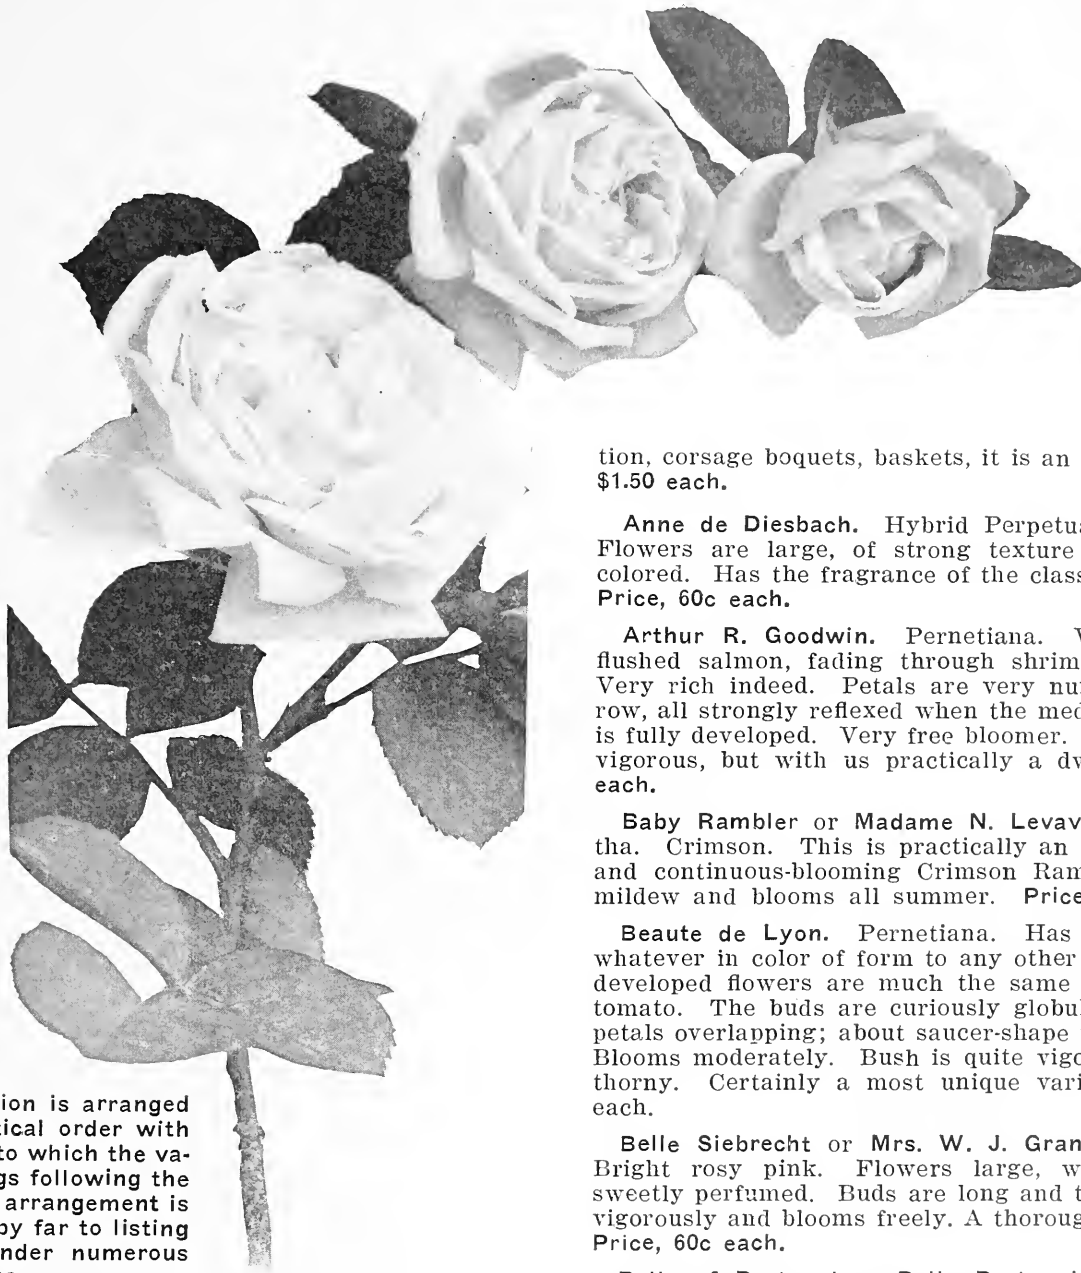 ion is arranged
tical order with
to which the va-
gs following the
arrangement is
by far to listing
nder numerous
tion, corsage boquets, baskets, it is an
$1.50 each.
Anne de Diesbach. Hybrid Perpetua
Flowers are large, of strong texture
colored. Has the fragrance of the class
Price, 60c each.
Arthur R. Goodwin. Pernetiana.
flushed salmon, fading through shrim
Very rich indeed. Petals are very nu
row, all strongly reflexed when the med
is fully developed. Very free bloomer.
vigorous, but with us practically a dw
each.
Baby Rambler or Madame N. Levav
tha. Crimson. This is practically an
and continuous-blooming Crimson Ram
mildew and blooms all summer. Price
Beaute de Lyon. Pernetiana. Has
whatever in color of form to any other
developed flowers are much the same
tomato. The buds are curiously globul
petals overlapping; about saucer-shape
Blooms moderately. Bush is quite vigo
thorny. Certainly a most unique vari
each.
Belle Siebrecht or Mrs. W. J. Gran
Bright rosy pink. Flowers large, w
sweetly perfumed. Buds are long and t
vigorously and blooms freely. A thoroug
Price, 60c each.